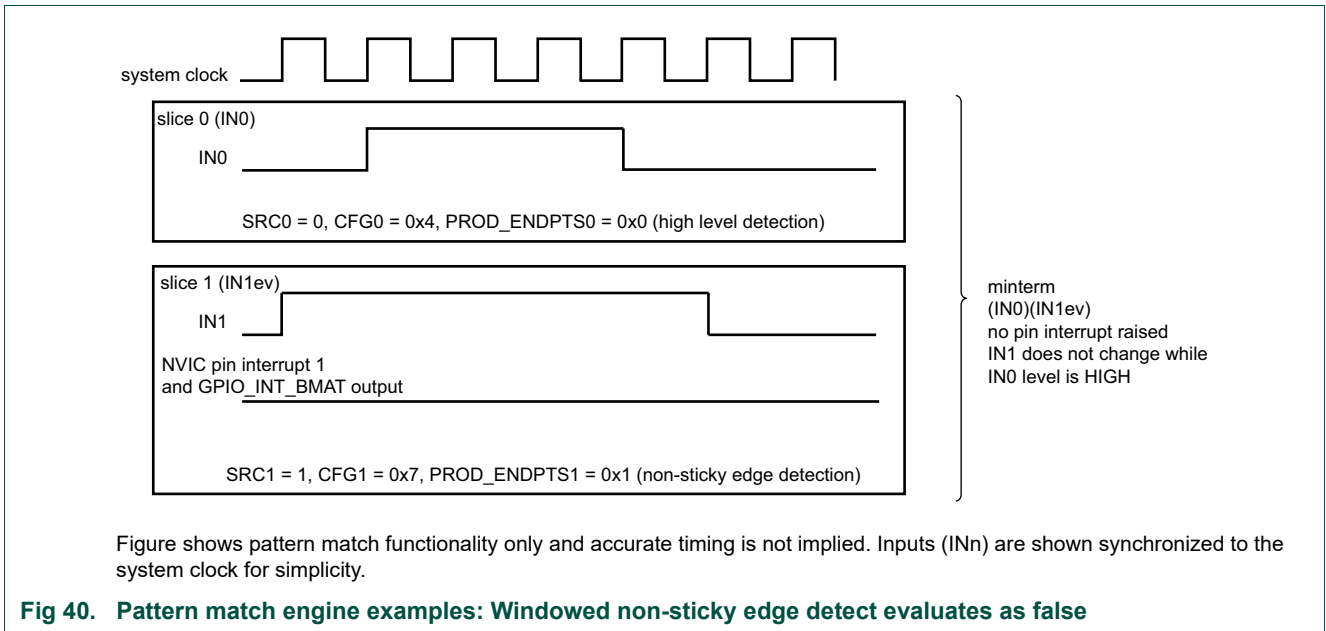 system clock
slice 0 (IN0)
IN0
SRC0 = 0, CFG0 = 0x4, PROD_ENDPTS0 = 0x0 (high level detection)
slice 1 (IN1ev)
IN1
NVIC pin interrupt 1
and GPIO_INT_BMAT output
SRC1 = 1, CFG1 = 0x7, PROD_ENDPTS1 = 0x1 (non-sticky edge detection)
minterm
(IN0)(IN1ev)
no pin interrupt raised
IN1 does not change while
IN0 level is HIGH
Figure shows pattern match functionality only and accurate timing is not implied. Inputs (INn) are shown synchronized to the
system clock for simplicity.
Fig 40. Pattern match engine examples: Windowed non-sticky edge detect evaluates as false